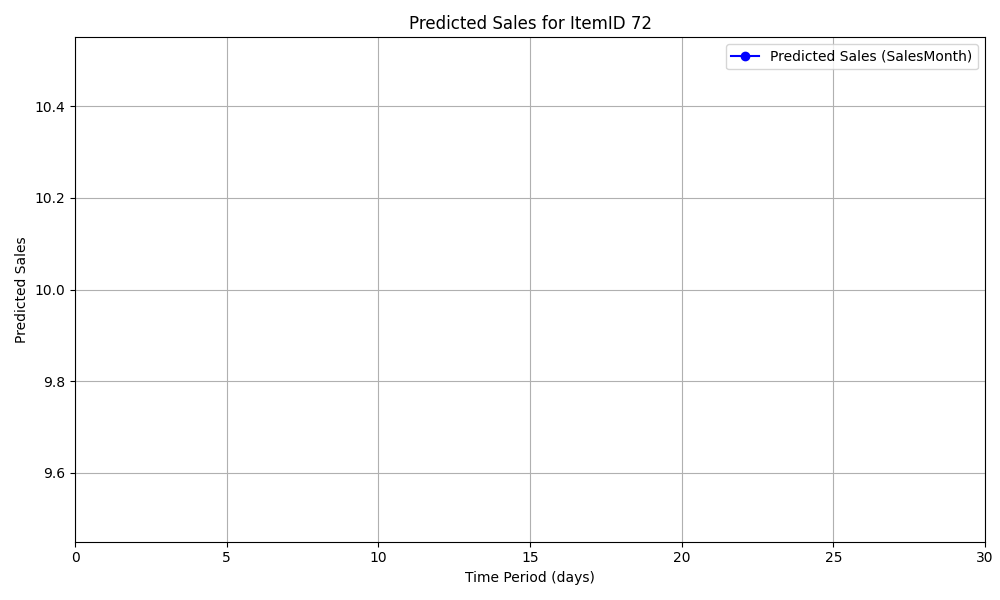 Predicted Sales for ItemID 72
Predicted Sales (SalesMonth)
10.4
10.2
10.0
9.8
9.6
Predicted Sales
0 5 10 15 20 25 30
Time Period (days)